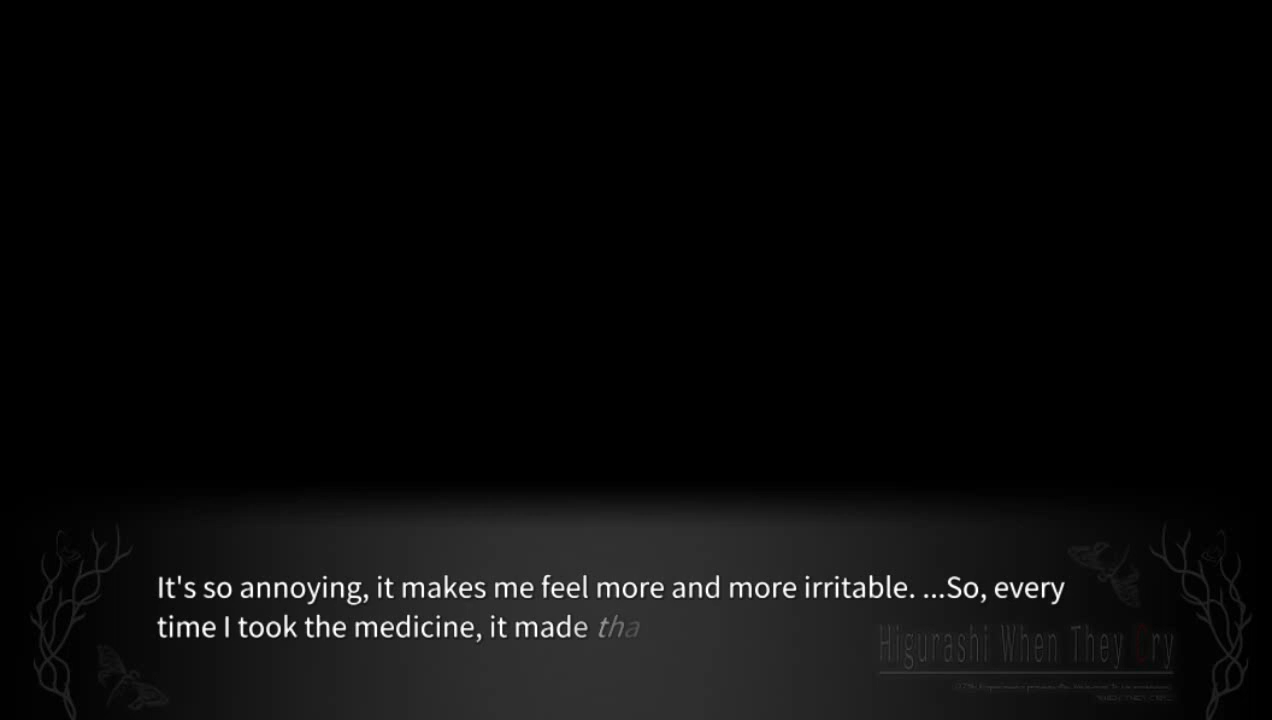 It's so annoying, it makes me feel more and more irritable. ...So, every
time I took the medicine, it made tha
Higurashi When They Cry